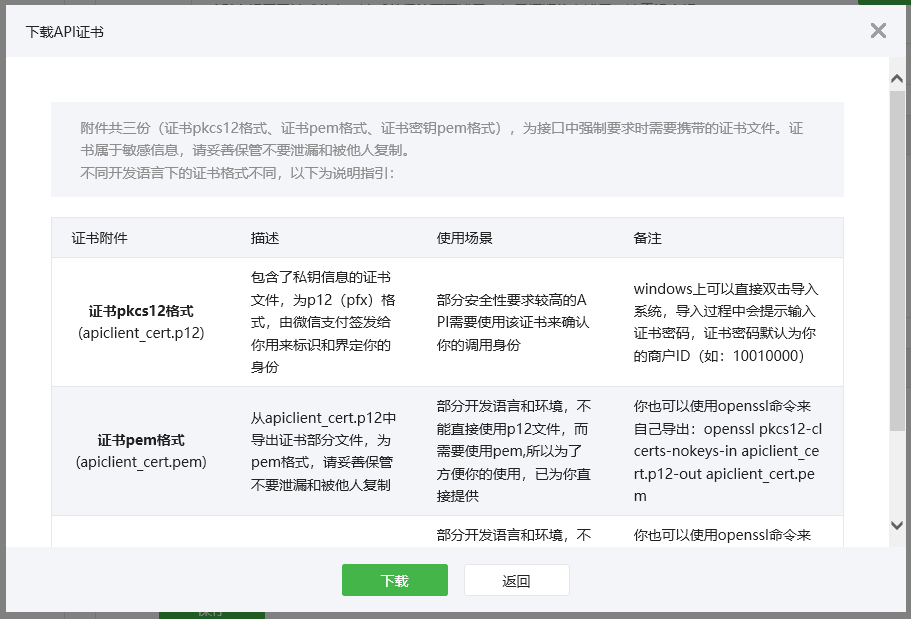 下载API证书
附件共三份（证书pkcs12格式、证书pem格式、证书密钥pem格式），为接口中强制要求时需要携带的证书文件。证
书属于敏感信息，请妥善保管不要泄漏和被他人复制。
不同开发语言下的证书格式不同，以下为说明指引：
证书附件
描述
使用场景
备注
证书pkcs12格式
(apiclient_cert.p12)
包含了私钥信息的证书
文件，为p12（pfx）格
式，由微信支付签发给
你用来标识和界定你的
身份
部分安全性要求较高的A
PI需要使用该证书来确认
你的调用身份
windows上可以直接双击导入
系统，导入过程中会提示输入
证书密码，证书密码默认为你
的商户ID（如：10010000）
证书pem格式
(apiclient_cert.pem)
从apiclient_cert.p12中
导出证书部分文件，为
pem格式，请妥善保管
不要泄漏和被他人复制
部分开发语言和环境，不
能直接使用p12文件，而
需要使用pem,所以为了
方便你的使用，已为你直
接提供
你也可以使用openssl命令来
自己导出：openssl pkcs12-cl
certs-nokeys-in apiclient_ce
rt.p12-out apiclient_cert.pe
m
部分开发语言和环境，不
你也可以使用openssl命令来
下载
返回